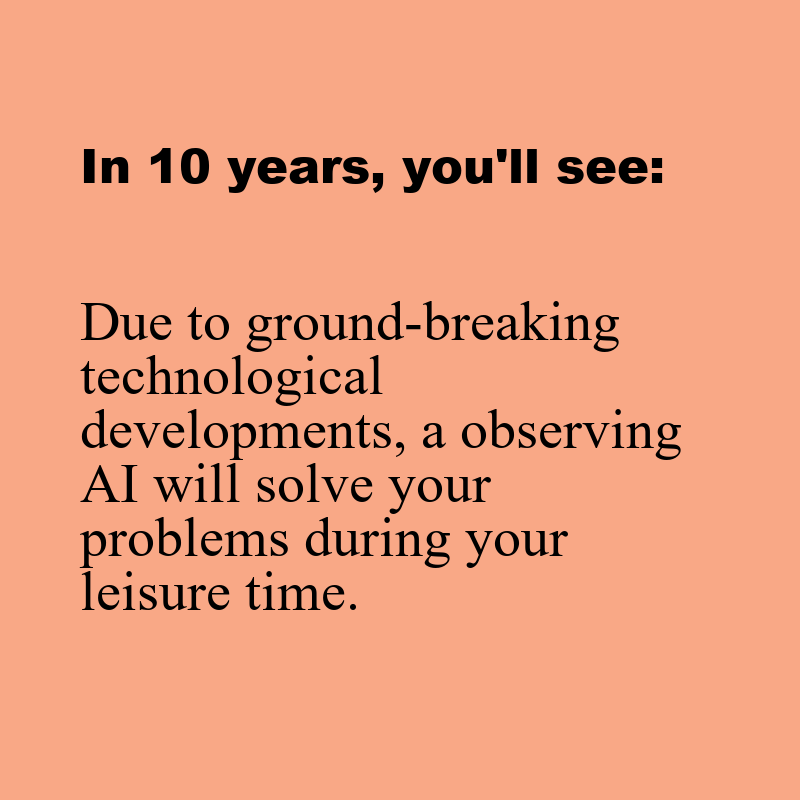 In 10 years, you'll see:
Due to ground-breaking
technological
developments, a observing
AI will solve your
problems during your
leisure time.